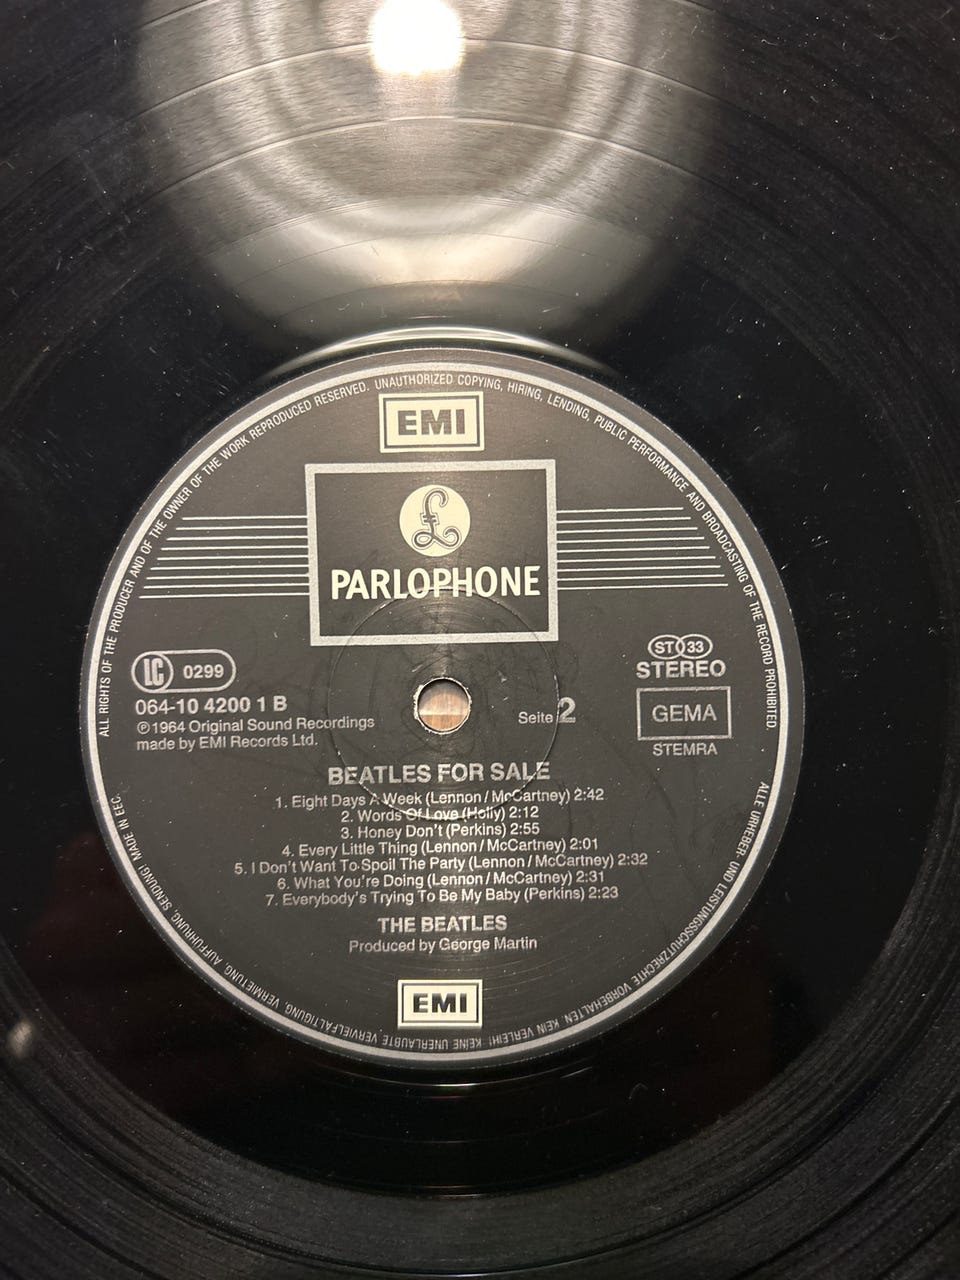 ALL RIGHTS OF THE PRODUCER AND OF THE OWNER OF THE WORK REPRODUCED RESERVED. UNAUTHORIZED COPYING, HIRING, LENDING, PUBLIC PERFORMANCE AND BROADCASTING OF THE RECORD PROHIBITED.
EMI
£
PARLOPHONE
LC 0299
064-10 4200 1 B
℗1964 Original Sound Recordings
made by EMI Records Ltd.
ST 33
STEREO
GEMA
STEMRA
Seite 2
BEATLES FOR SALE
1. Eight Days A Week (Lennon / McCartney) 2:42
2. Words Of Love (Holly) 2:12
3. Honey Don't (Perkins) 2:55
4. Every Little Thing (Lennon / McCartney) 2:01
5. I Don't Want To Spoil The Party (Lennon / McCartney) 2:32
6. What You're Doing (Lennon / McCartney) 2:31
7. Everybody's Trying To Be My Baby (Perkins) 2:23
THE BEATLES
Produced by George Martin
EMI
ALLE URHEBER- UND LEISTUNGSSCHUTZRECHTE VORBEHALTEN. KEIN VERLEIH! KEINE UNERLAUBTE VERVIELFÄLTIGUNG, VERMIETUNG, AUFFÜHRUNG, SENDUNG! MADE IN EEC.